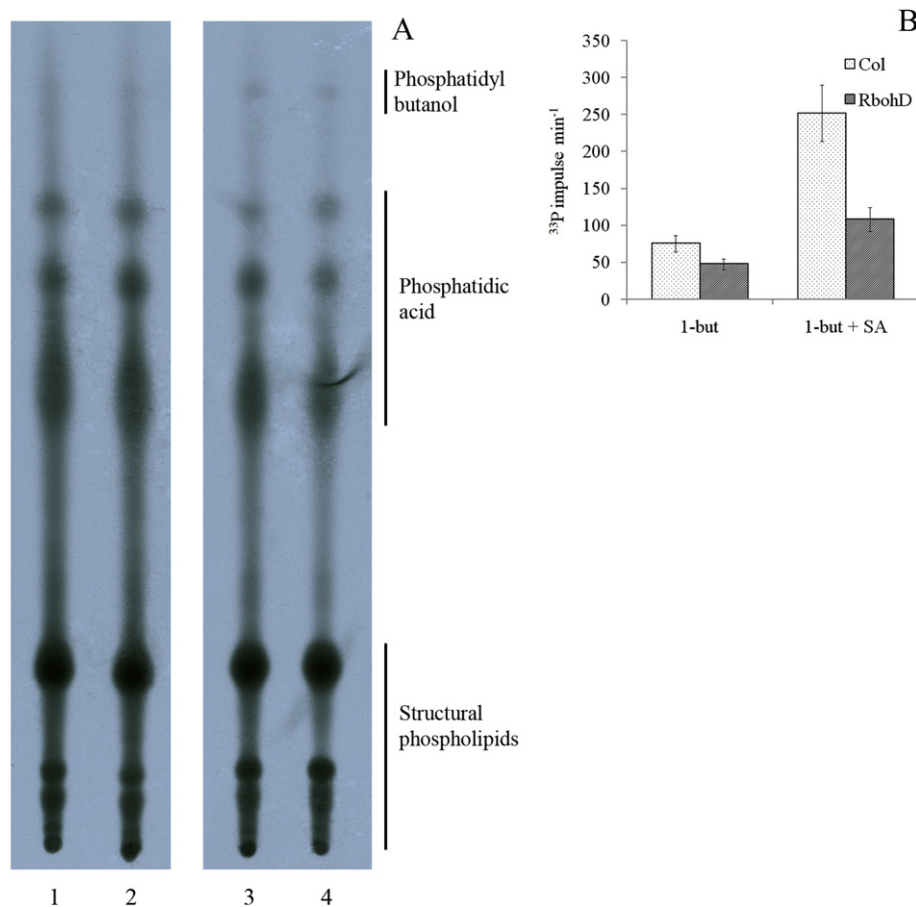 A
Phosphatidyl
butanol
Phosphatidic
acid
Structural
phospholipids
1 2 3 4
B
350
300
250
200
150
100
50
0
³³P impulse min⁻¹
Col
RbohD
1-but 1-but + SA